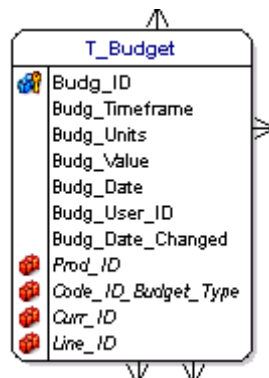 T_Budget
Budg_ID
Budg_Timeframe
Budg_Units
Budg_Value
Budg_Date
Budg_User_ID
Budg_Date_Changed
Prod_ID
Code_ID_Budget_Type
Curr_ID
Line_ID